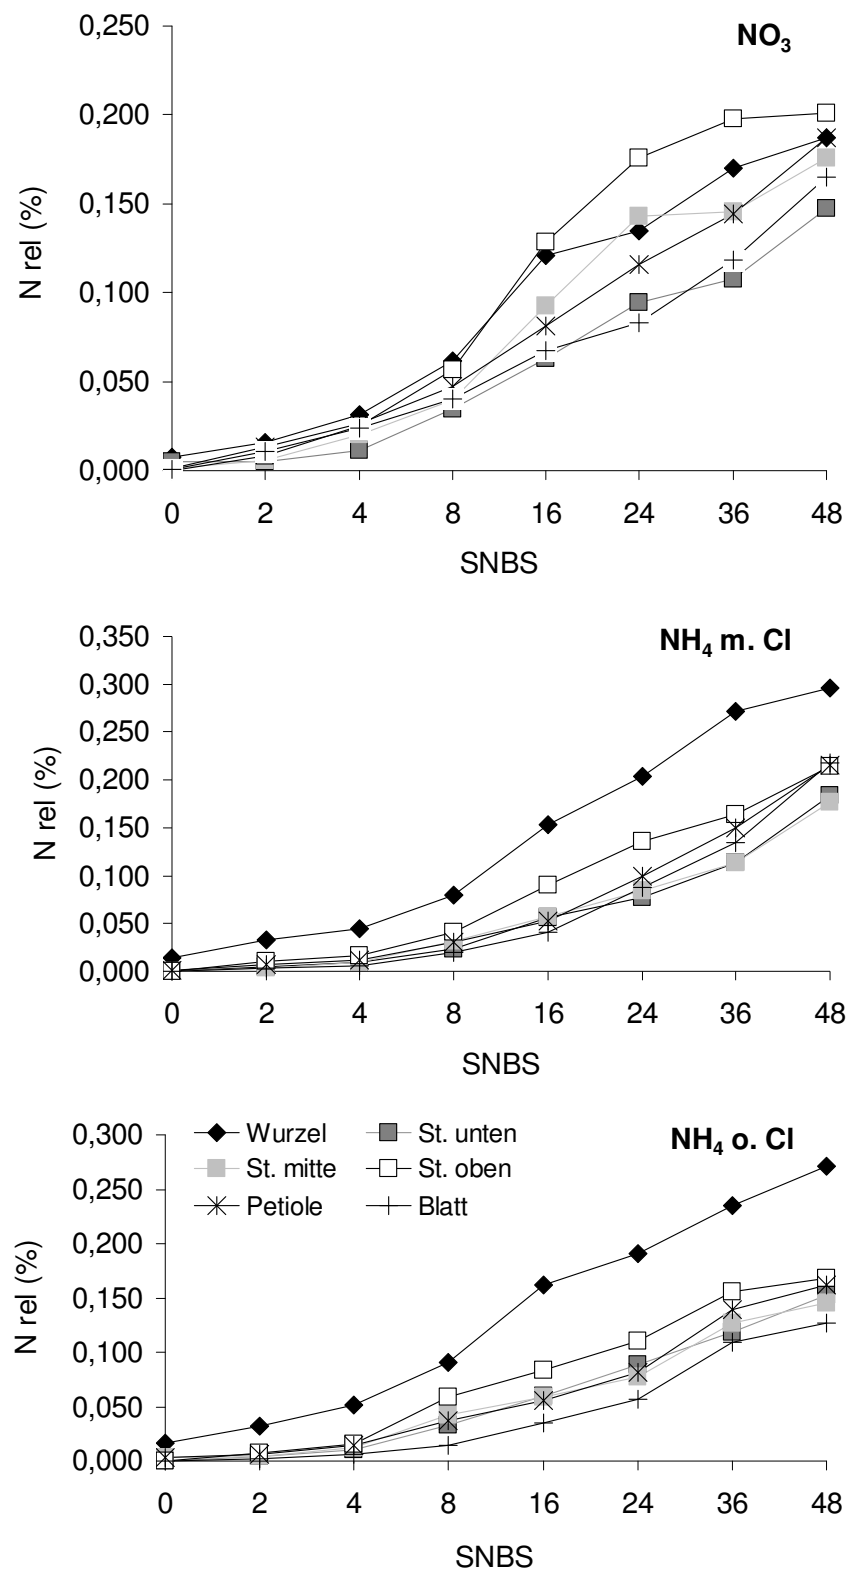 NO₃
0,250
0,200
0,150
0,100
0,050
0,000
N rel (%)
0 2 4 8 16 24 36 48
SNBS
NH₄ m. Cl
0,350
0,300
0,250
0,200
0,150
0,100
0,050
0,000
N rel (%)
0 2 4 8 16 24 36 48
SNBS
NH₄ o. Cl
Wurzel St. unten
St. mitte St. oben
Petiole Blatt
0,300
0,250
0,200
0,150
0,100
0,050
0,000
N rel (%)
0 2 4 8 16 24 36 48
SNBS